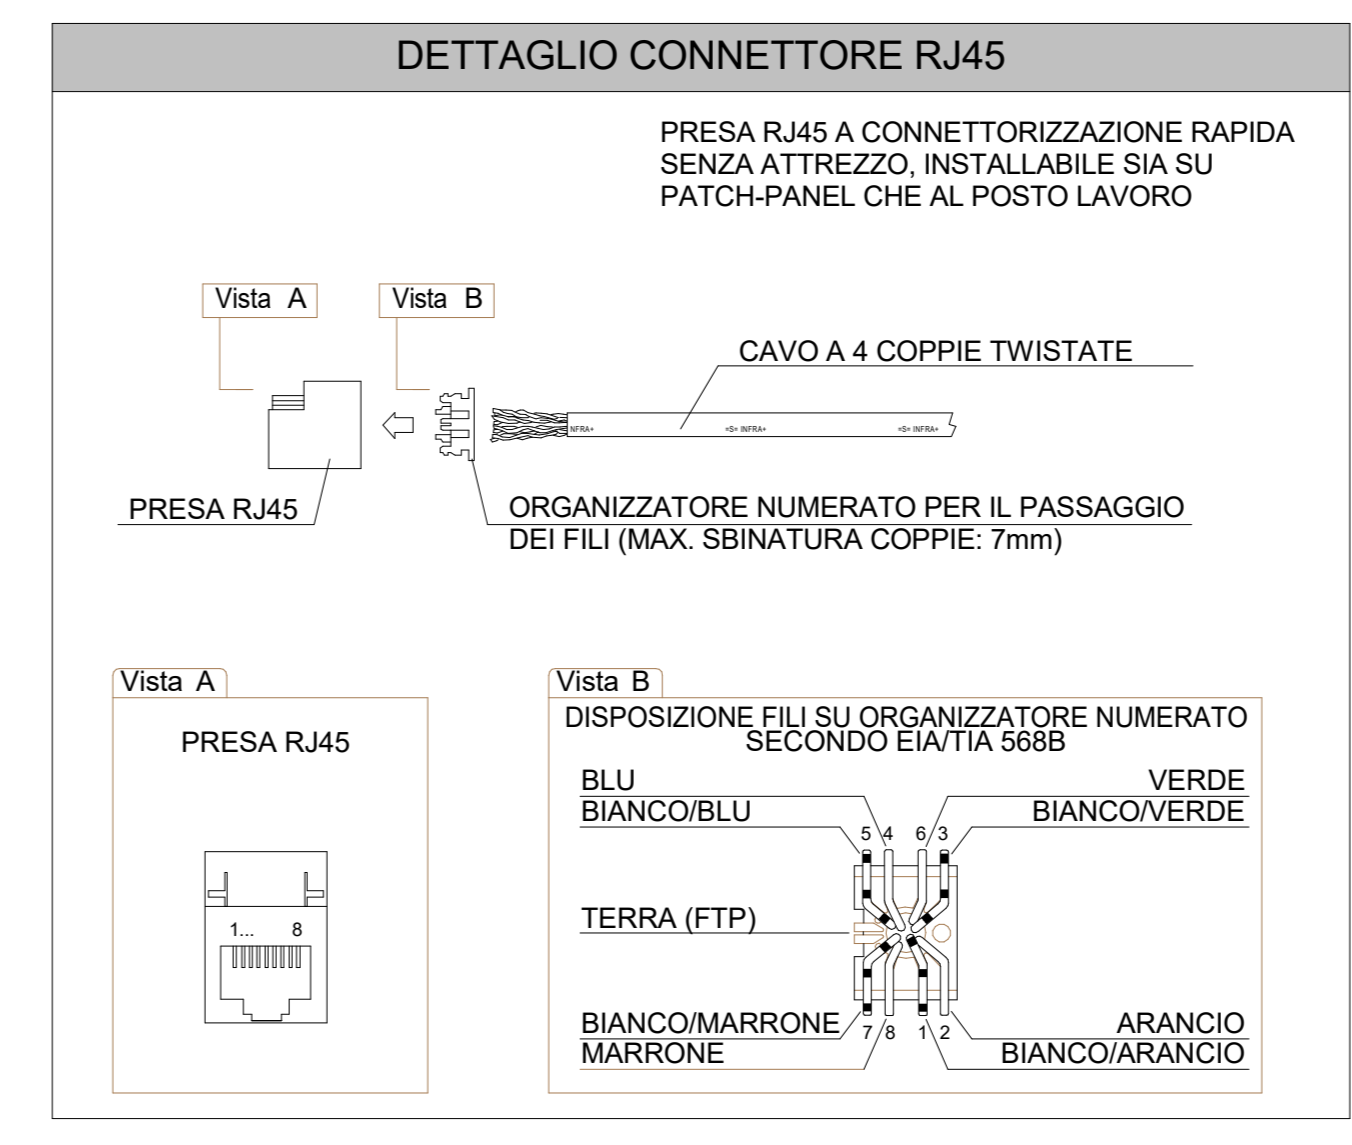 DETTAGLIO CONNETTORE RJ45
PRESA RJ45 A CONNETTORIZZAZIONE RAPIDA
SENZA ATTREZZO, INSTALLABILE SIA SU
PATCH-PANEL CHE AL POSTO LAVORO
Vista A
Vista B
CAVO A 4 COPPIE TWISTATE
NFRA+ =S= INFRA+ =S= INFRA+
PRESA RJ45
ORGANIZZATORE NUMERATO PER IL PASSAGGIO
DEI FILI (MAX. SBINATURA COPPIE: 7mm)
Vista A
PRESA RJ45
1... 8
Vista B
DISPOSIZIONE FILI SU ORGANIZZATORE NUMERATO
SECONDO EIA/TIA 568B
BLU
VERDE
BIANCO/BLU
BIANCO/VERDE
5 4 6 3
TERRA (FTP)
BIANCO/MARRONE
ARANCIO
7 8 1 2
MARRONE
BIANCO/ARANCIO